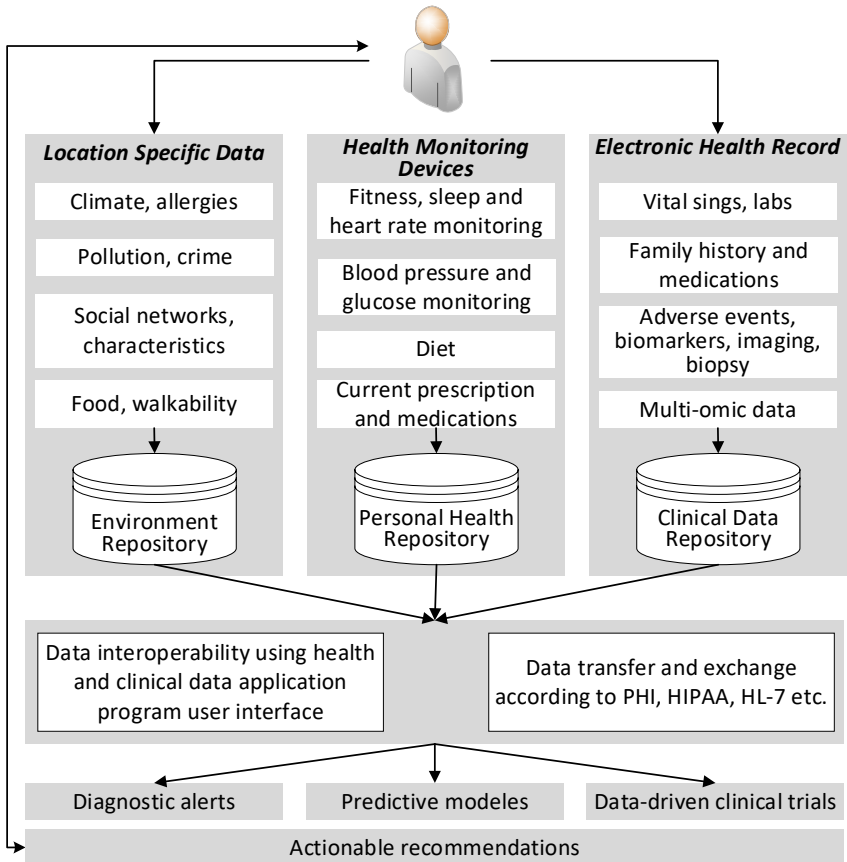 Location Specific Data
Climate, allergies
Pollution, crime
Social networks,
characteristics
Food, walkability
Environment
Repository
Health Monitoring
Devices
Fitness, sleep and
heart rate monitoring
Blood pressure and
glucose monitoring
Diet
Current prescription
and medications
Personal Health
Repository
Electronic Health Record
Vital sings, labs
Family history and
medications
Adverse events,
biomarkers, imaging,
biopsy
Multi-omic data
Clinical Data
Repository
Data interoperability using health
and clinical data application
program user interface
Data transfer and exchange
according to PHI, HIPAA, HL-7 etc.
Diagnostic alerts
Predictive modeles
Data-driven clinical trials
Actionable recommendations